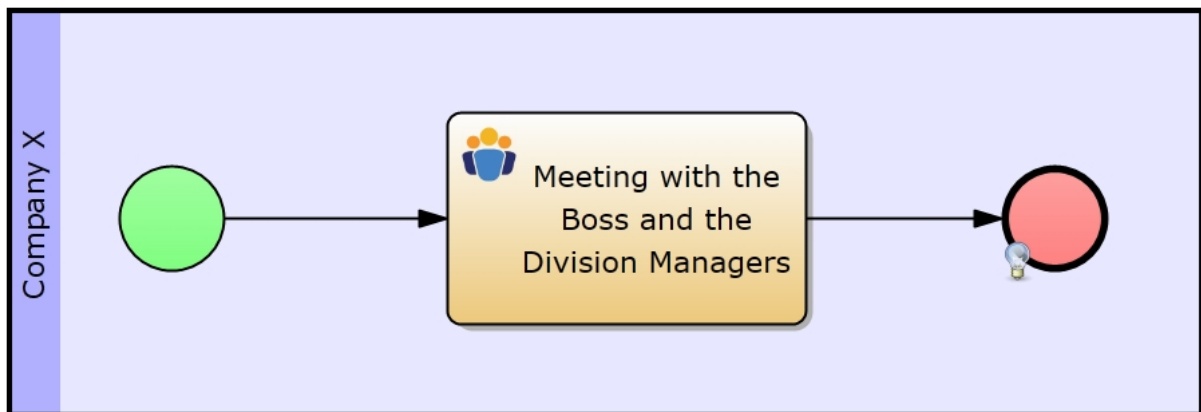 Company X
Meeting with the
Boss and the
Division Managers